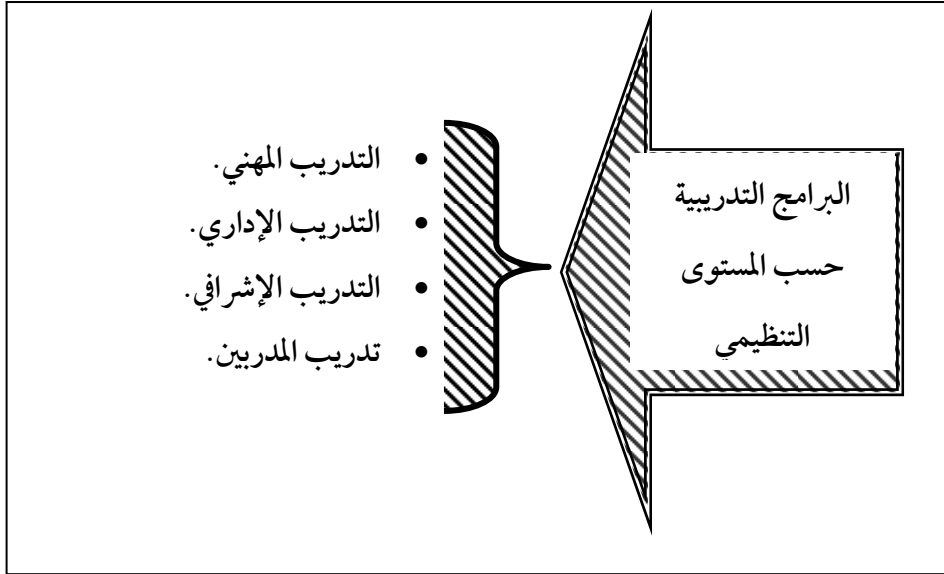 البرامج التدريبية
حسب المستوى
التنظيمي
• التدريب المهني.
• التدريب الإداري.
• التدريب الإشرافي.
• تدريب المدربين.